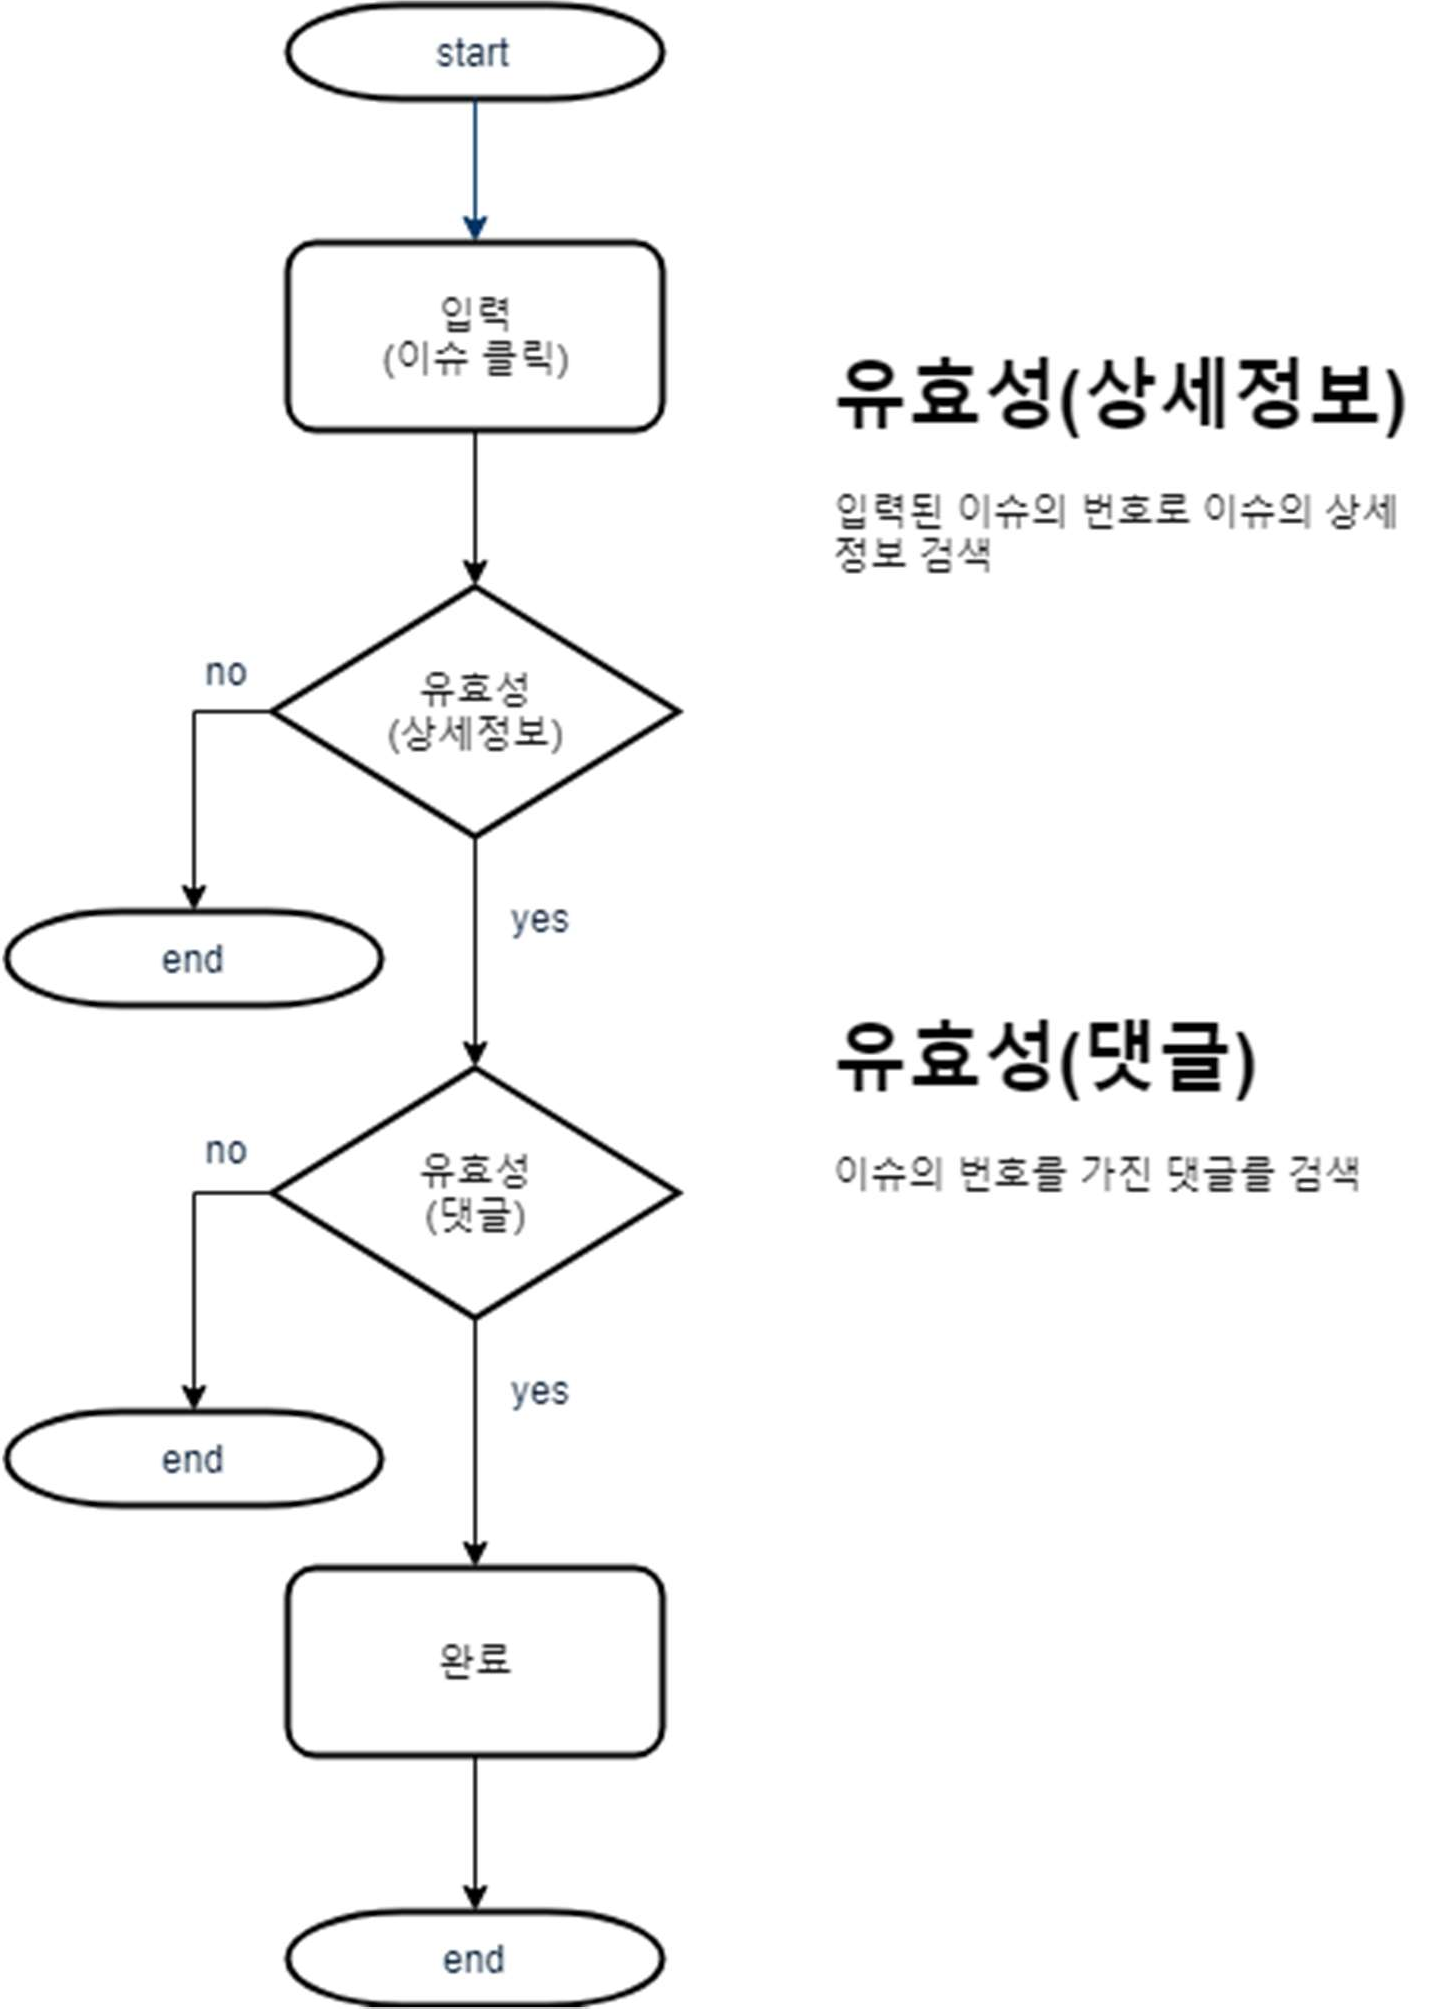 start
입력
(이슈 클릭)
유효성(상세정보)
입력된 이슈의 번호로 이슈의 상세
정보 검색
no
유효성
(상세정보)
yes
end
유효성(댓글)
이슈의 번호를 가진 댓글를 검색
no
유효성
(댓글)
yes
end
완료
end